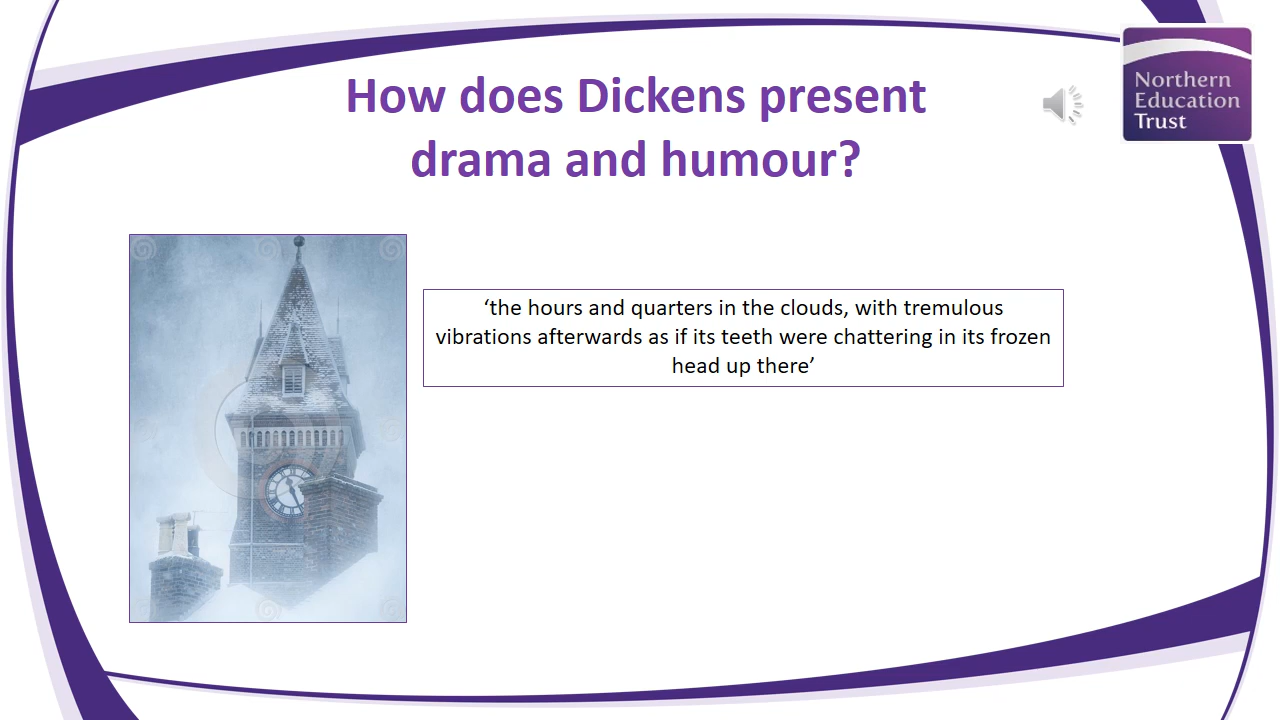 How does Dickens present
drama and humour?
Northern
Education
Trust
‘the hours and quarters in the clouds, with tremulous
vibrations afterwards as if its teeth were chattering in its frozen
head up there’